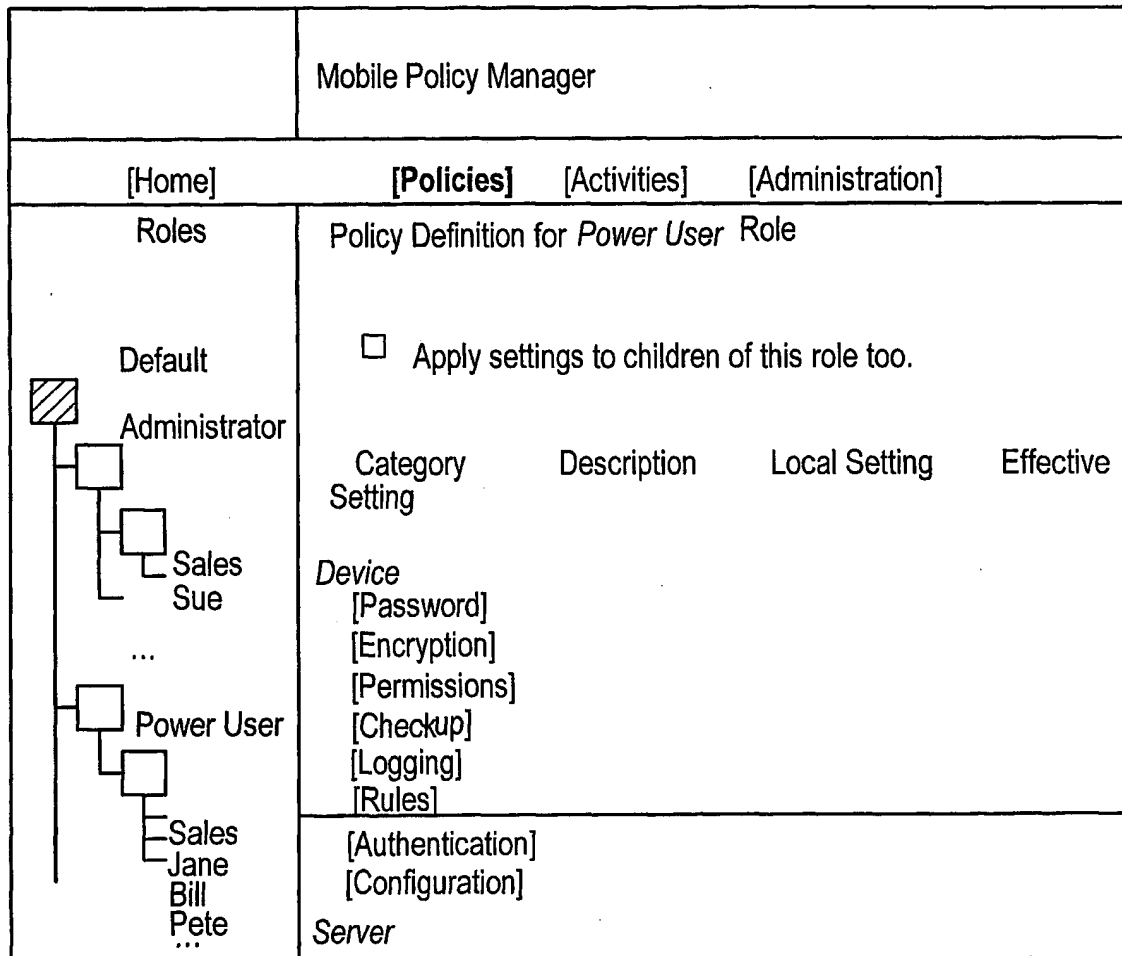 Mobile Policy Manager
[Home] [Policies] [Activities] [Administration]
Roles
Default
Administrator
Sales
Sue
...
Power User
Sales
Jane
Bill
Pete
...
Policy Definition for Power User Role
Apply settings to children of this role too.
Category Description Local Setting Effective
Setting
Device
[Password]
[Encryption]
[Permissions]
[Checkup]
[Logging]
[Rules]
[Authentication]
[Configuration]
Server